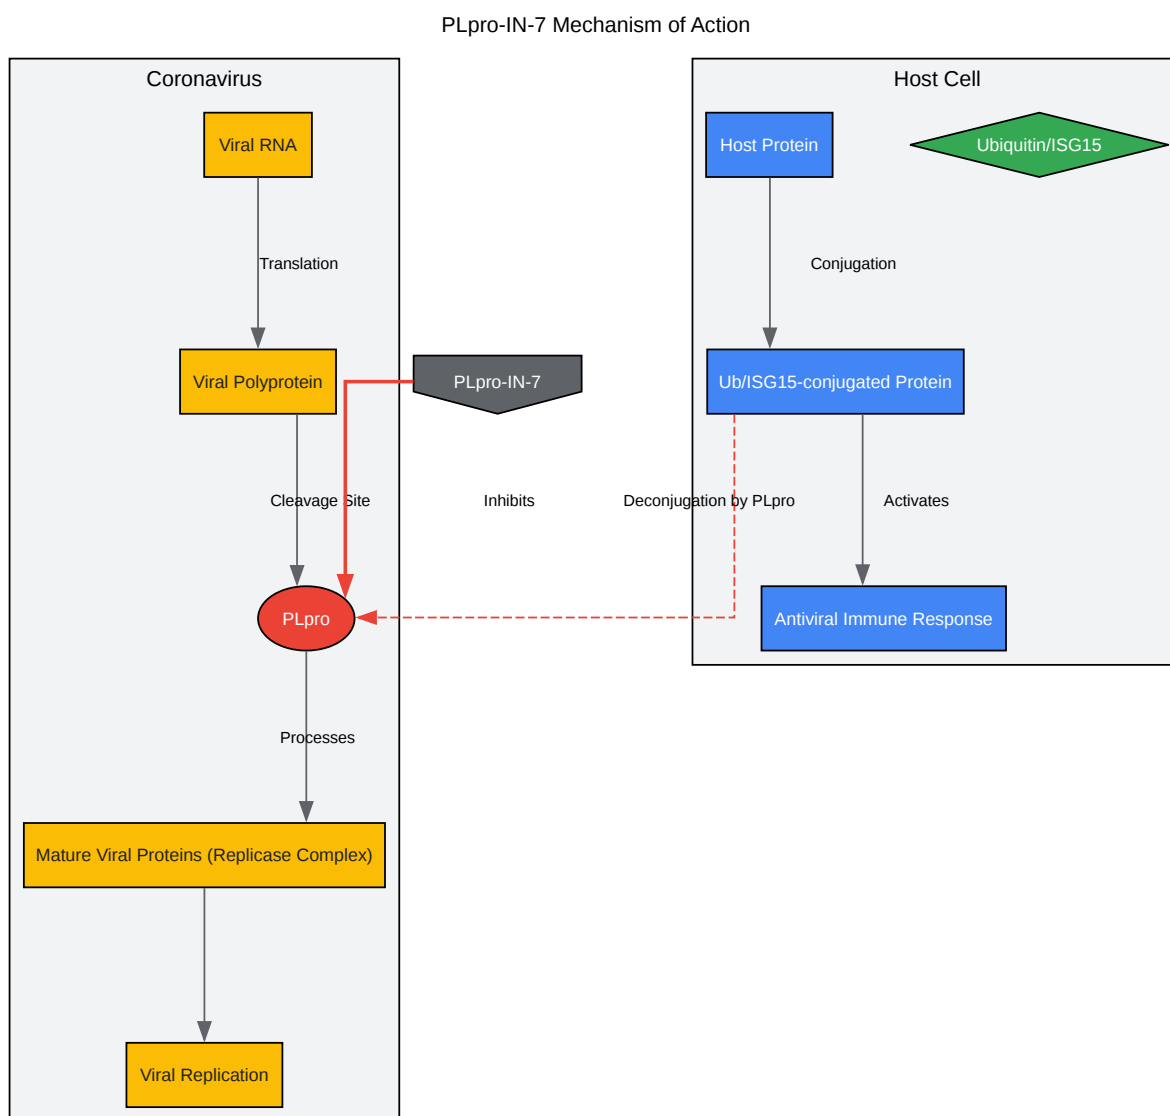 PLpro-IN-7 Mechanism of Action
Coronavirus
Viral RNA
Translation
Viral Polyprotein
Cleavage Site
PLpro
Processes
Mature Viral Proteins (Replicase Complex)
Viral Replication
PLpro-IN-7
Inhibits
Host Cell
Host Protein
Ubiquitin/ISG15
Conjugation
Ub/ISG15-conjugated Protein
Deconjugation by PLpro
Activates
Antiviral Immune Response